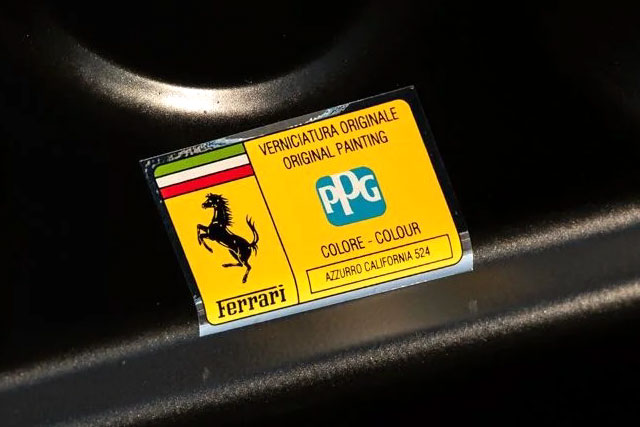 VERNICIATURA ORIGINALE
ORIGINAL PAINTING
PPG
COLORE - COLOUR
AZZURRO CALIFORNIA 524
Ferrari